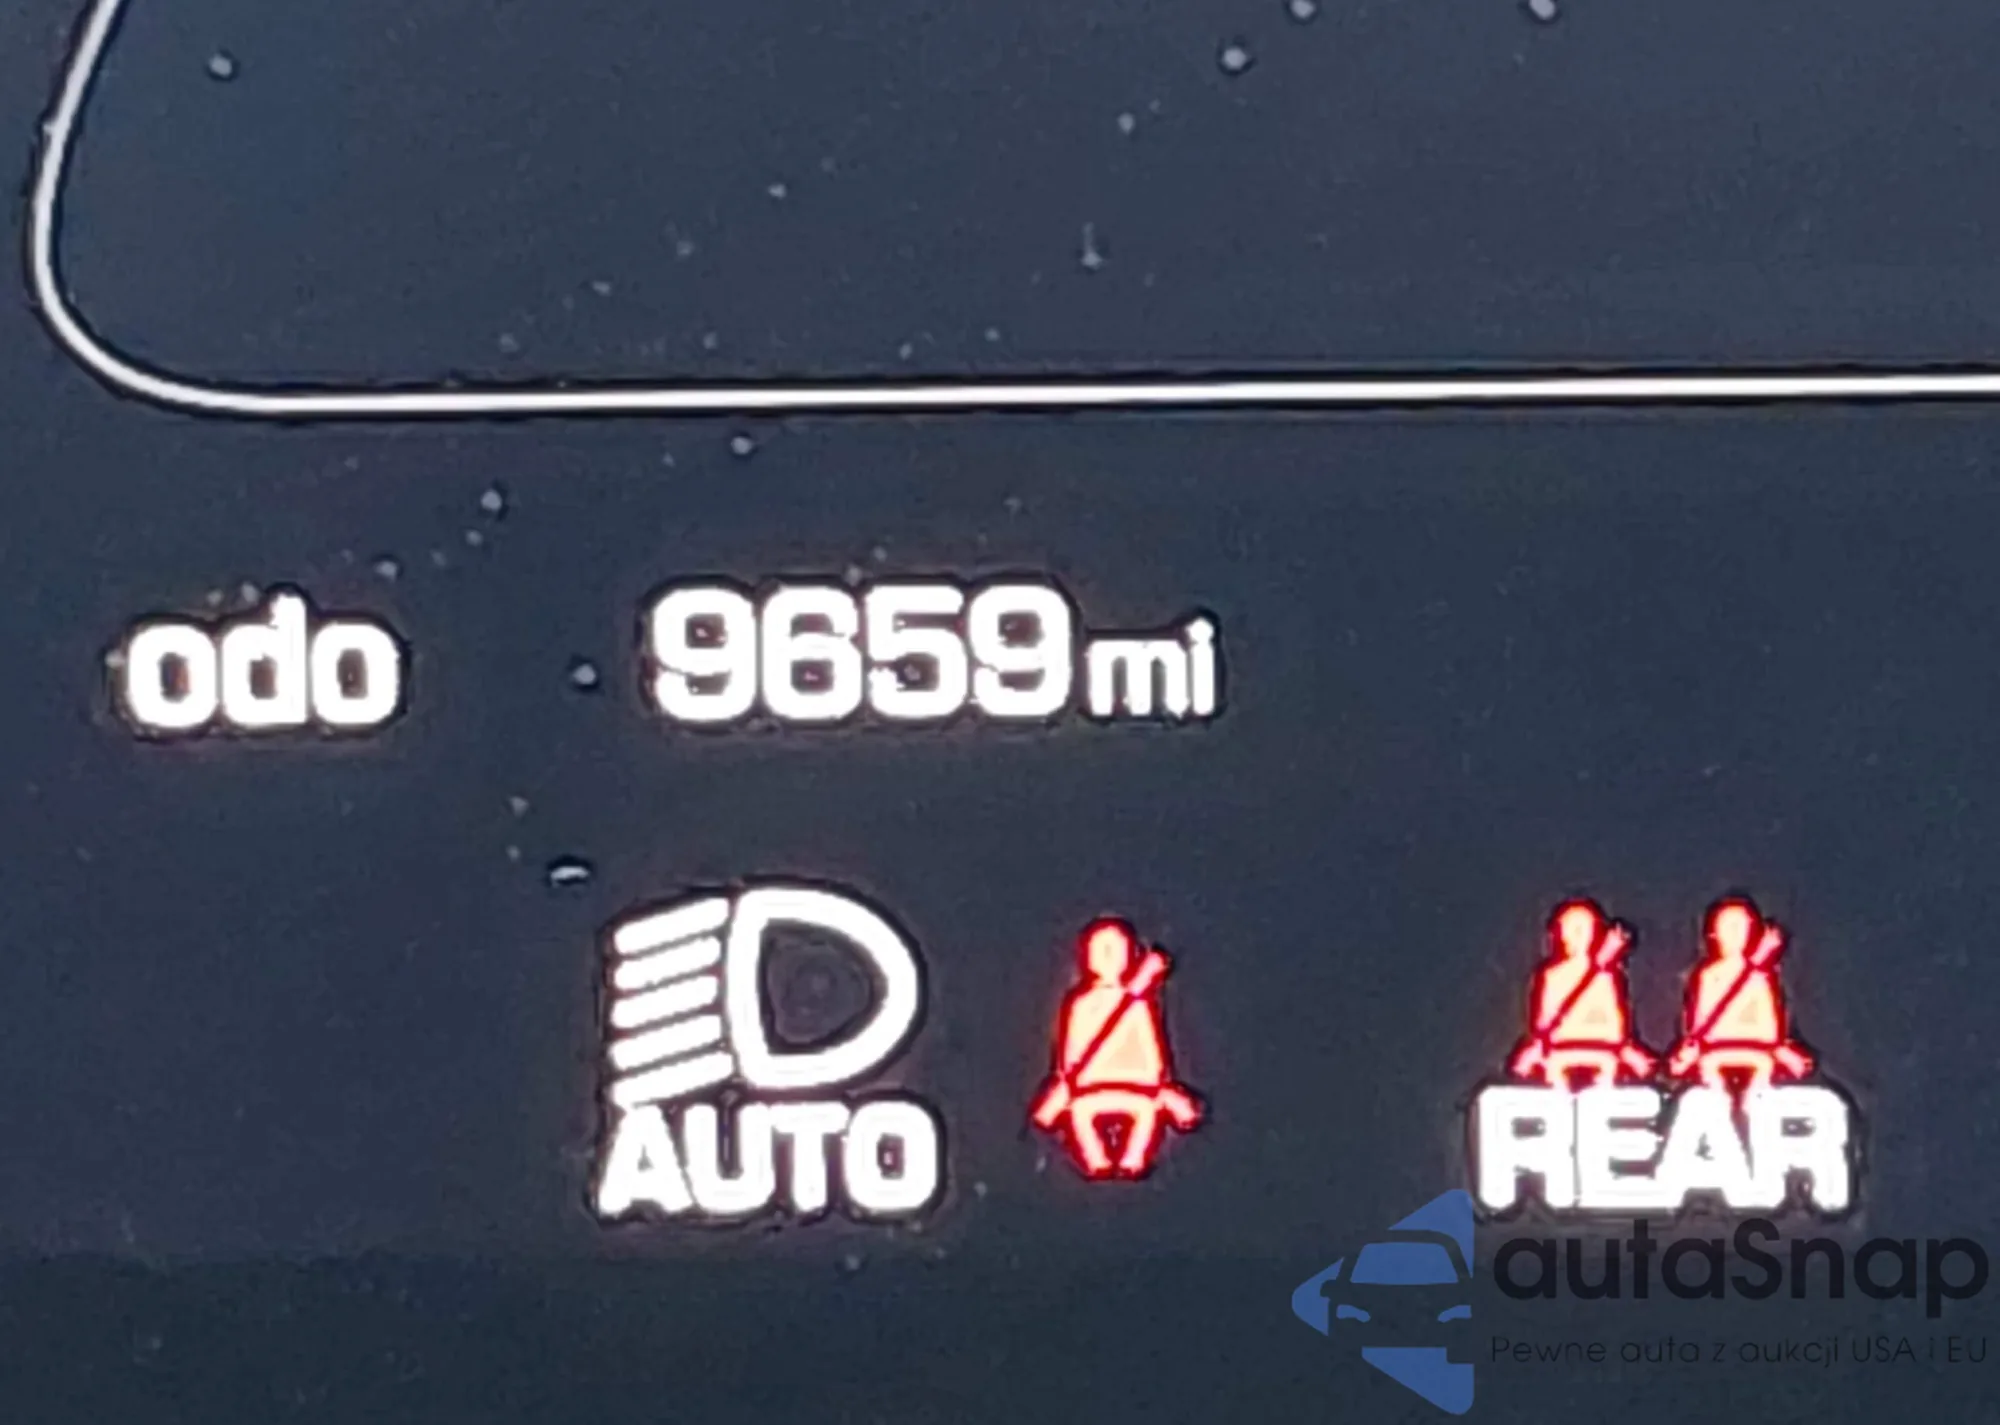 odo 9659 mi
AUTO
REAR
autaSnap
Pewne auta z aukcji USA i EU